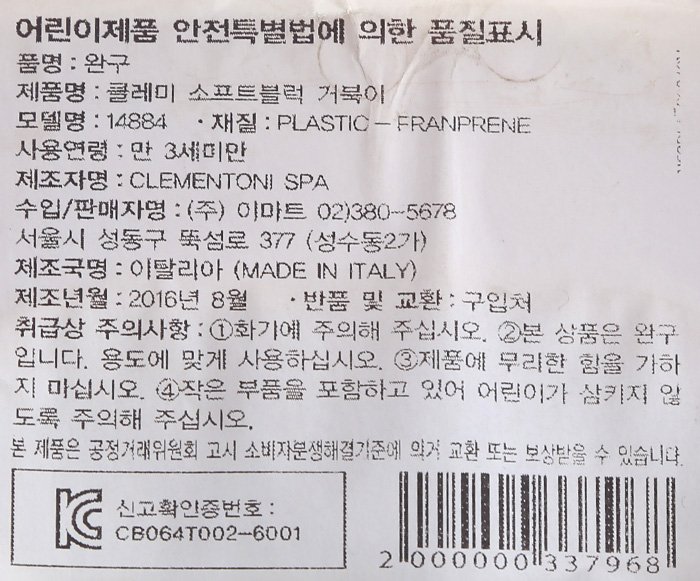 어린이제품 안전특별법에 의한 품질표시
품명 : 완구
제품명 : 클레미 소프트블럭 거북이
모델명 : 14884 · 재질 : PLASTIC - FRANPRENE
사용연령 : 만 3세미만
제조자명 : CLEMENTONI SPA
수입/판매자명 : (주) 이마트 02)380-5678
서울시 성동구 뚝섬로 377 (성수동2가)
제조국명 : 이탈리아 (MADE IN ITALY)
제조년월 : 2016년 8월 · 반품 및 교환 : 구입처
취급상 주의사항 : ①화기에 주의해 주십시오. ②본 상품은 완구
입니다. 용도에 맞게 사용하십시오. ③제품에 무리한 힘을 가하
지 마십시오. ④작은 부품을 포함하고 있어 어린이가 삼키지 않
도록 주의해 주십시오.
본 제품은 공정거래위원회 고시 소비자분쟁해결기준에 의거 교환 또는 보상받을 수 있습니다.
KC 신고확인증번호 :
CB064T002-6001
2 000000 337968